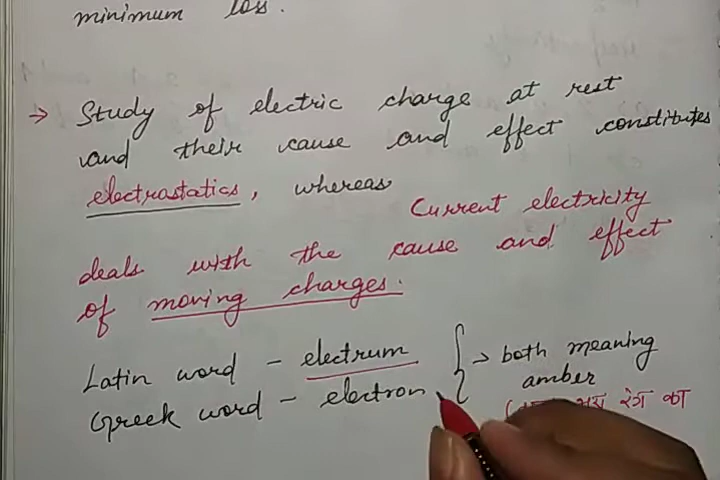 minimum loss.
→ Study of electric charge at rest
and their cause and effect constitutes
electrostatics, whereas
Current electricity
deals with the cause and effect
of moving charges.
Latin word - electrum
Greek word - electron
} → both meaning
amber
रंग का